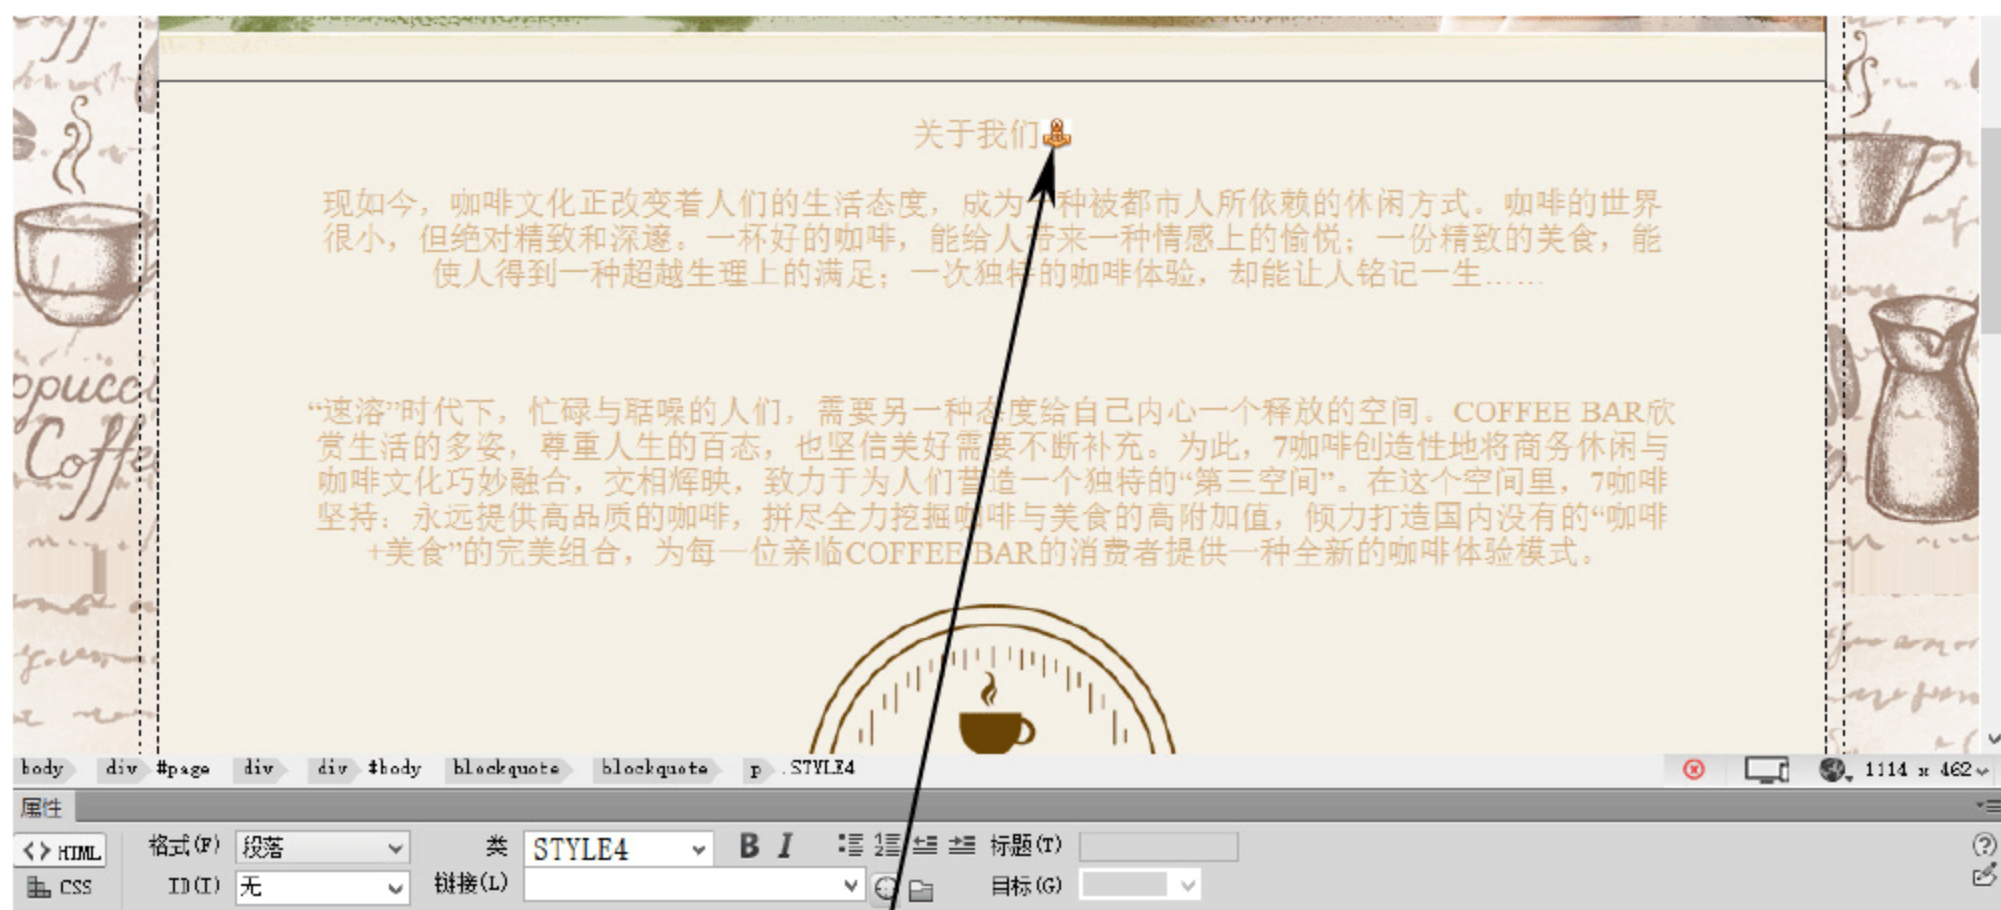 关于我们
现如今，咖啡文化正改变着人们的生活态度，成为一种被都市人所依赖的休闲方式。咖啡的世界
很小，但绝对精致和深邃。一杯好的咖啡，能给人带来一种情感上的愉悦；一份精致的美食，能
使人得到一种超越生理上的满足；一次独特的咖啡体验，却能让人铭记一生……
“速溶”时代下，忙碌与聒噪的人们，需要另一种态度给自己内心一个释放的空间。COFFEE BAR欣
赏生活的多姿，尊重人生的百态，也坚信美好需要不断补充。为此，7咖啡创造性地将商务休闲与
咖啡文化巧妙融合，交相辉映，致力于为人们营造一个独特的“第三空间”。在这个空间里，7咖啡
坚持：永远提供高品质的咖啡，拼尽全力挖掘咖啡与美食的高附加值，倾力打造国内没有的“咖啡
+美食”的完美组合，为每一位亲临COFFEE BAR的消费者提供一种全新的咖啡体验模式。
ppucc
Coffe
body div #page div div #body blockquote blockquote p .STYLE4 1114 x 462
属性
<> HTML 格式(F) 段落 类 STYLE4 B I 标题(T)
CSS ID(I) 无 链接(L) 目标(G)